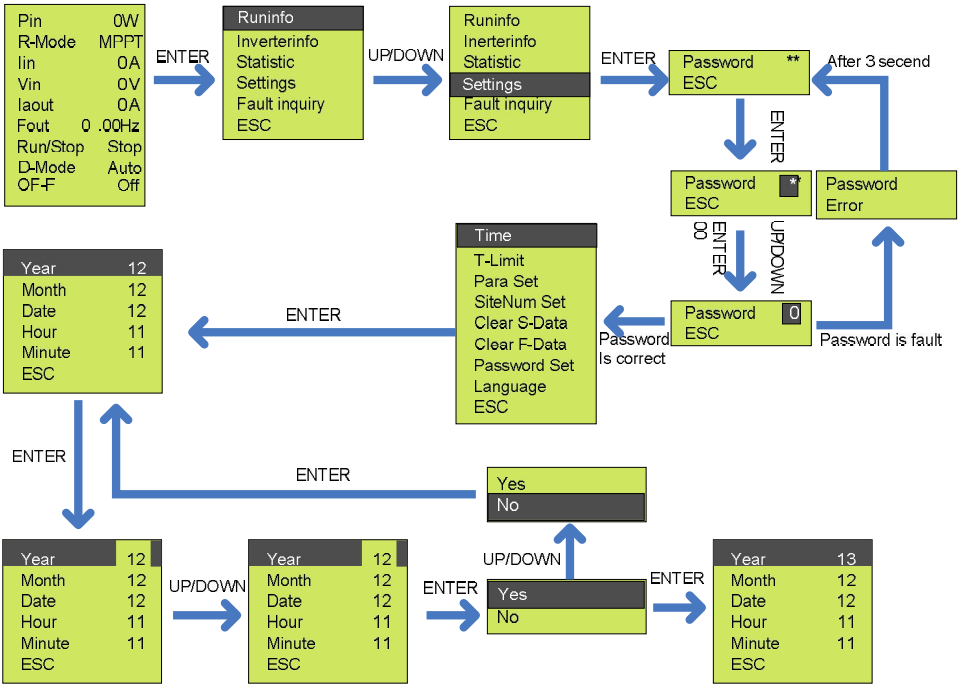 Pin 0W
R-Mode MPPT
Iin 0A
Vin 0V
Iaout 0A
Fout 0 .00Hz
Run/Stop Stop
D-Mode Auto
OF-F Off
ENTER
Runinfo
Inverterinfo
Statistic
Settings
Fault inquiry
ESC
UP/DOWN
Runinfo
Inerterinfo
Statistic
Settings
Fault inquiry
ESC
ENTER
Password **
ESC
After 3 secend
ENTER
Password **
ESC
Password
Error
UP/DOWN
ENTER
00
Password 0
ESC
Password is fault
Password
Is correct
Time
T-Limit
Para Set
SiteNum Set
Clear S-Data
Clear F-Data
Password Set
Language
ESC
ENTER
Year 12
Month 12
Date 12
Hour 11
Minute 11
ESC
ENTER
ENTER
Yes
No
Year 12
Month 12
Date 12
Hour 11
Minute 11
ESC
UP/DOWN
Year 12
Month 12
Date 12
Hour 11
Minute 11
ESC
ENTER
UP/DOWN
Yes
No
ENTER
Year 13
Month 12
Date 12
Hour 11
Minute 11
ESC